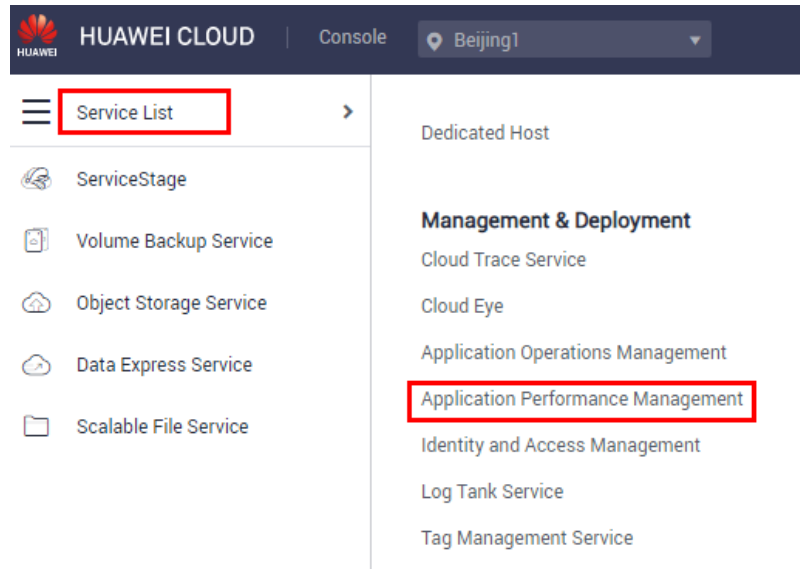 HUAWEI
HUAWEI CLOUD
Console
Beijing1
Service List
ServiceStage
Volume Backup Service
Object Storage Service
Data Express Service
Scalable File Service
Dedicated Host
Management & Deployment
Cloud Trace Service
Cloud Eye
Application Operations Management
Application Performance Management
Identity and Access Management
Log Tank Service
Tag Management Service